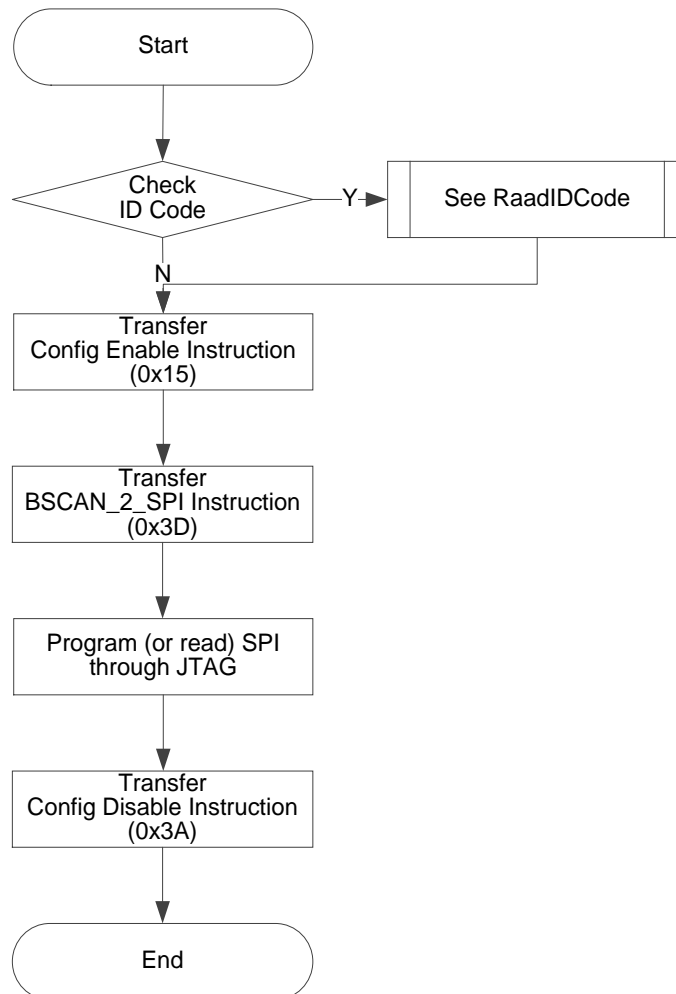 Start
Check
ID Code
Y
See RaadIDCode
N
Transfer
Config Enable Instruction
(0x15)
Transfer
BSCAN_2_SPI Instruction
(0x3D)
Program (or read) SPI
through JTAG
Transfer
Config Disable Instruction
(0x3A)
End